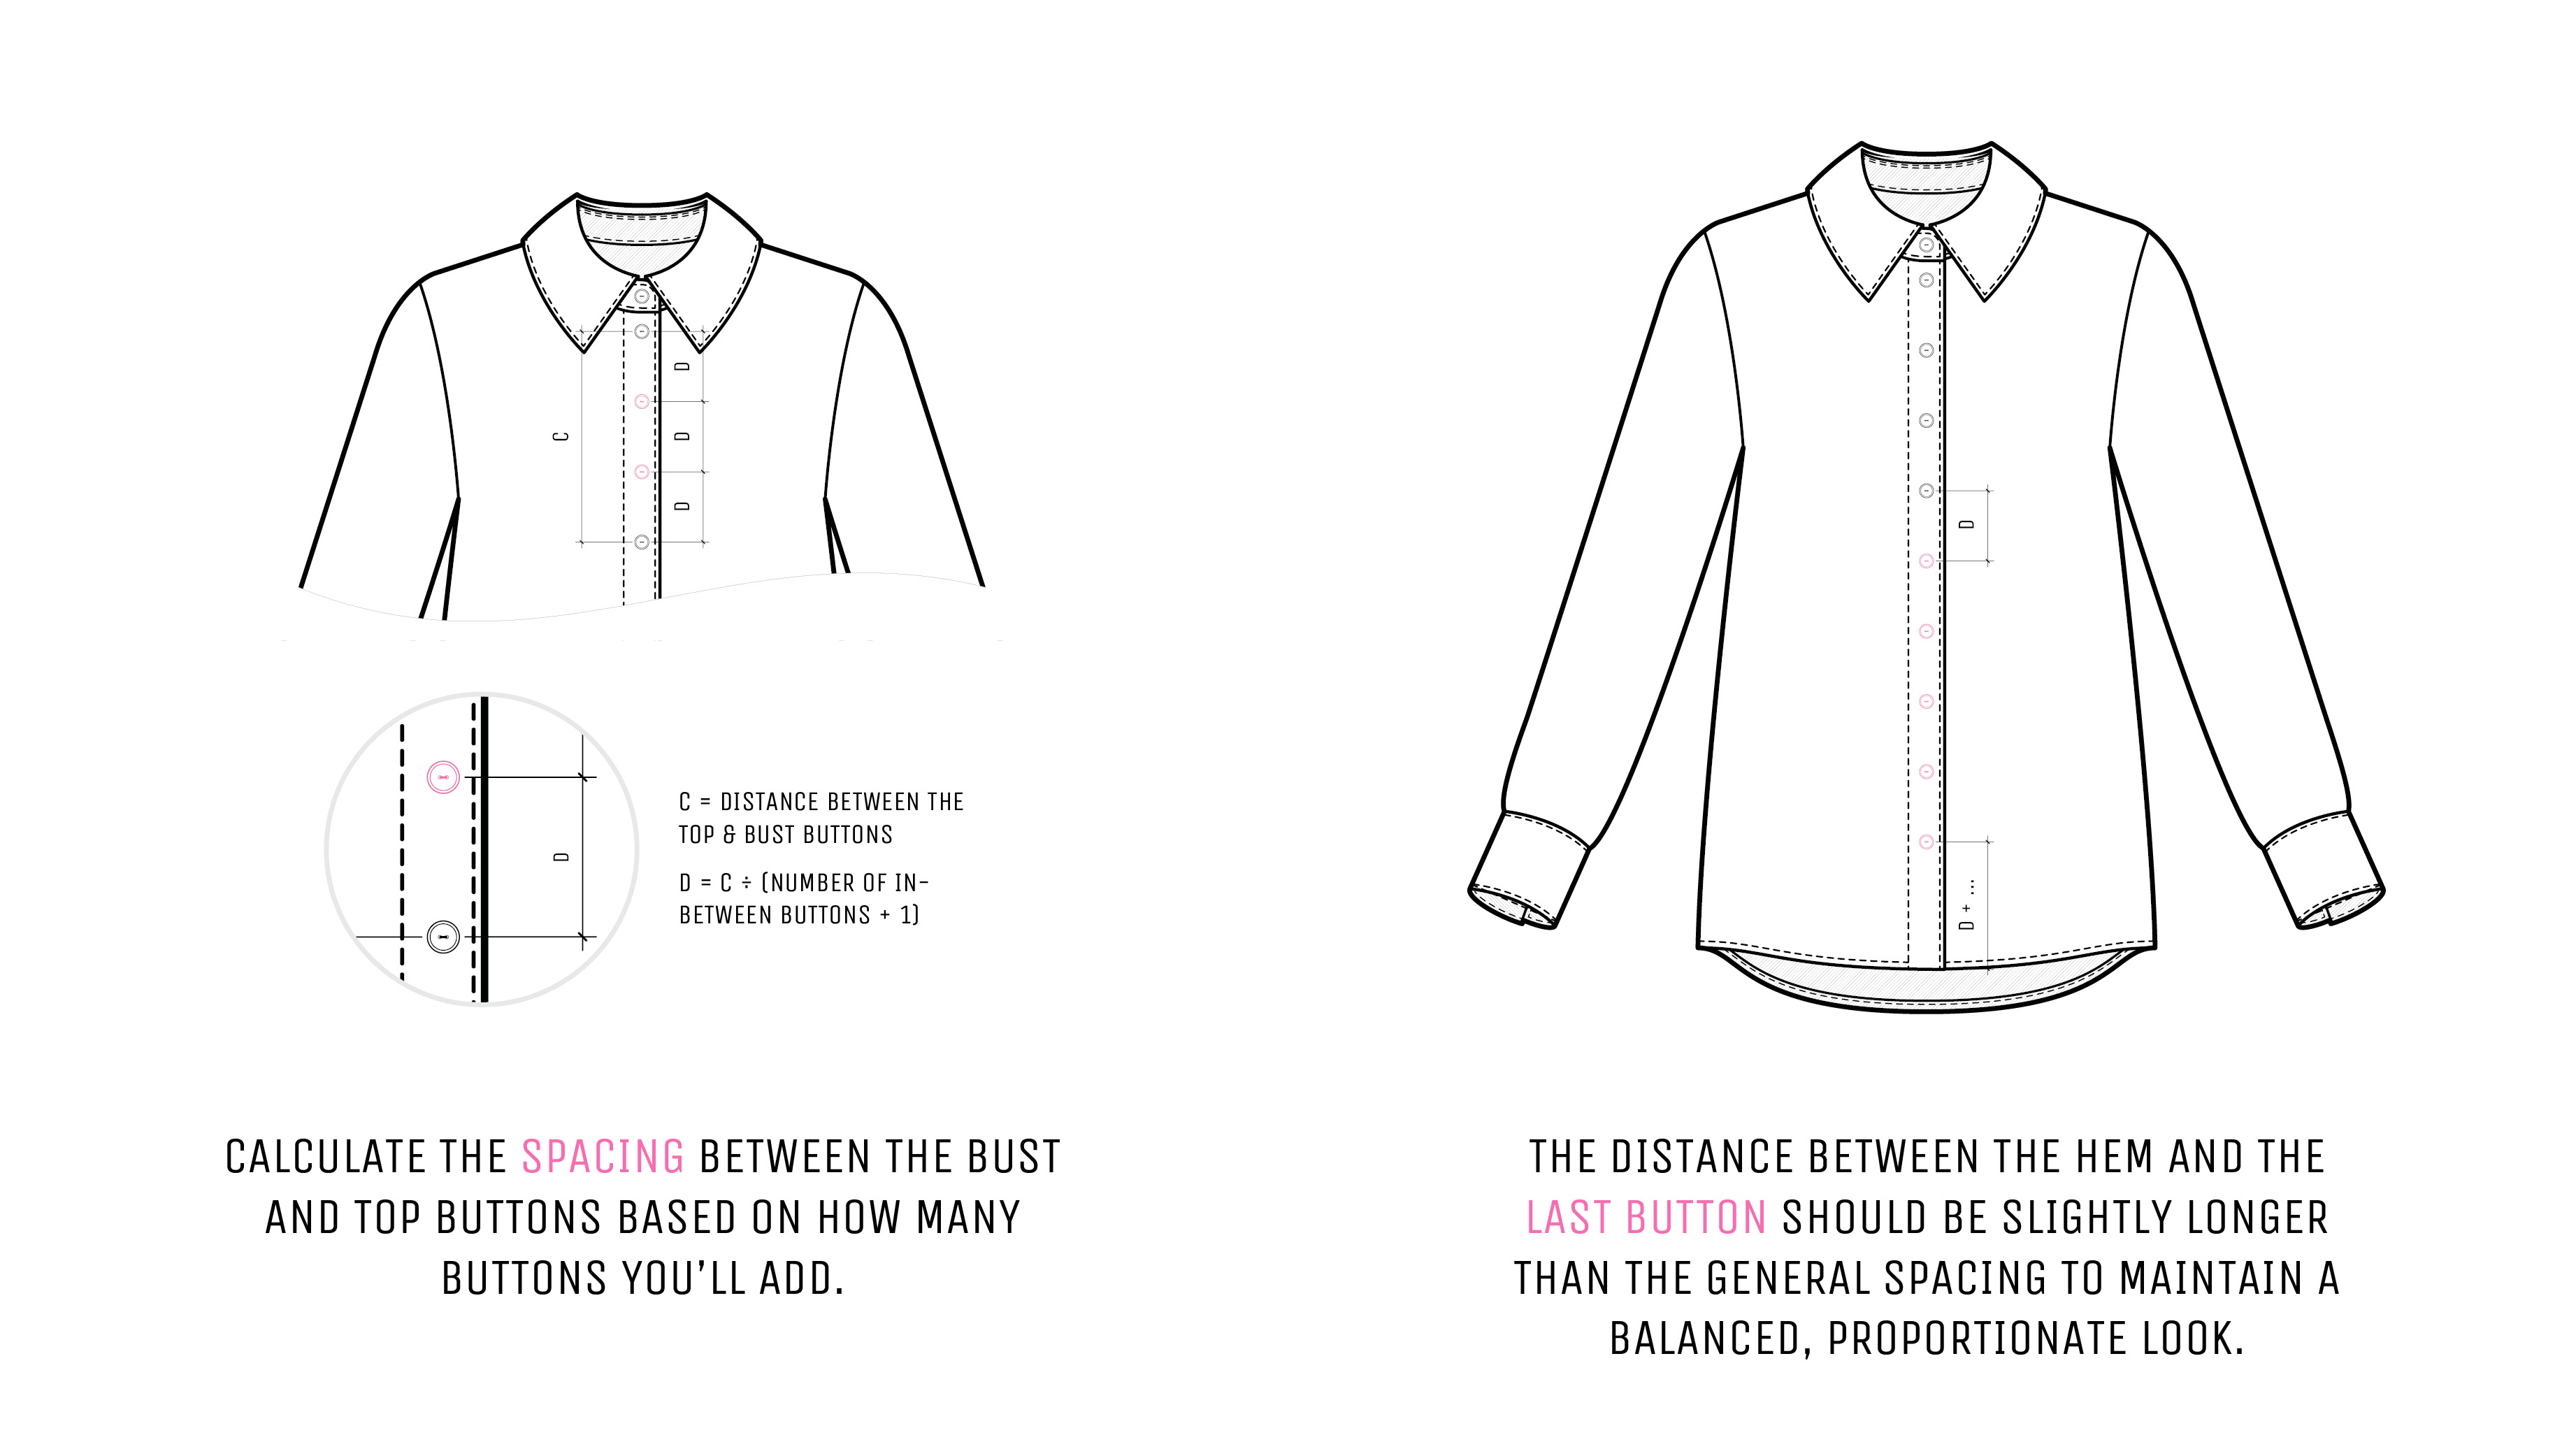 C
D
D
D
D
C = DISTANCE BETWEEN THE
TOP & BUST BUTTONS
D = C ÷ (NUMBER OF IN-
BETWEEN BUTTONS + 1)
CALCULATE THE SPACING BETWEEN THE BUST
AND TOP BUTTONS BASED ON HOW MANY
BUTTONS YOU'LL ADD.
D
D + ...
THE DISTANCE BETWEEN THE HEM AND THE
LAST BUTTON SHOULD BE SLIGHTLY LONGER
THAN THE GENERAL SPACING TO MAINTAIN A
BALANCED, PROPORTIONATE LOOK.